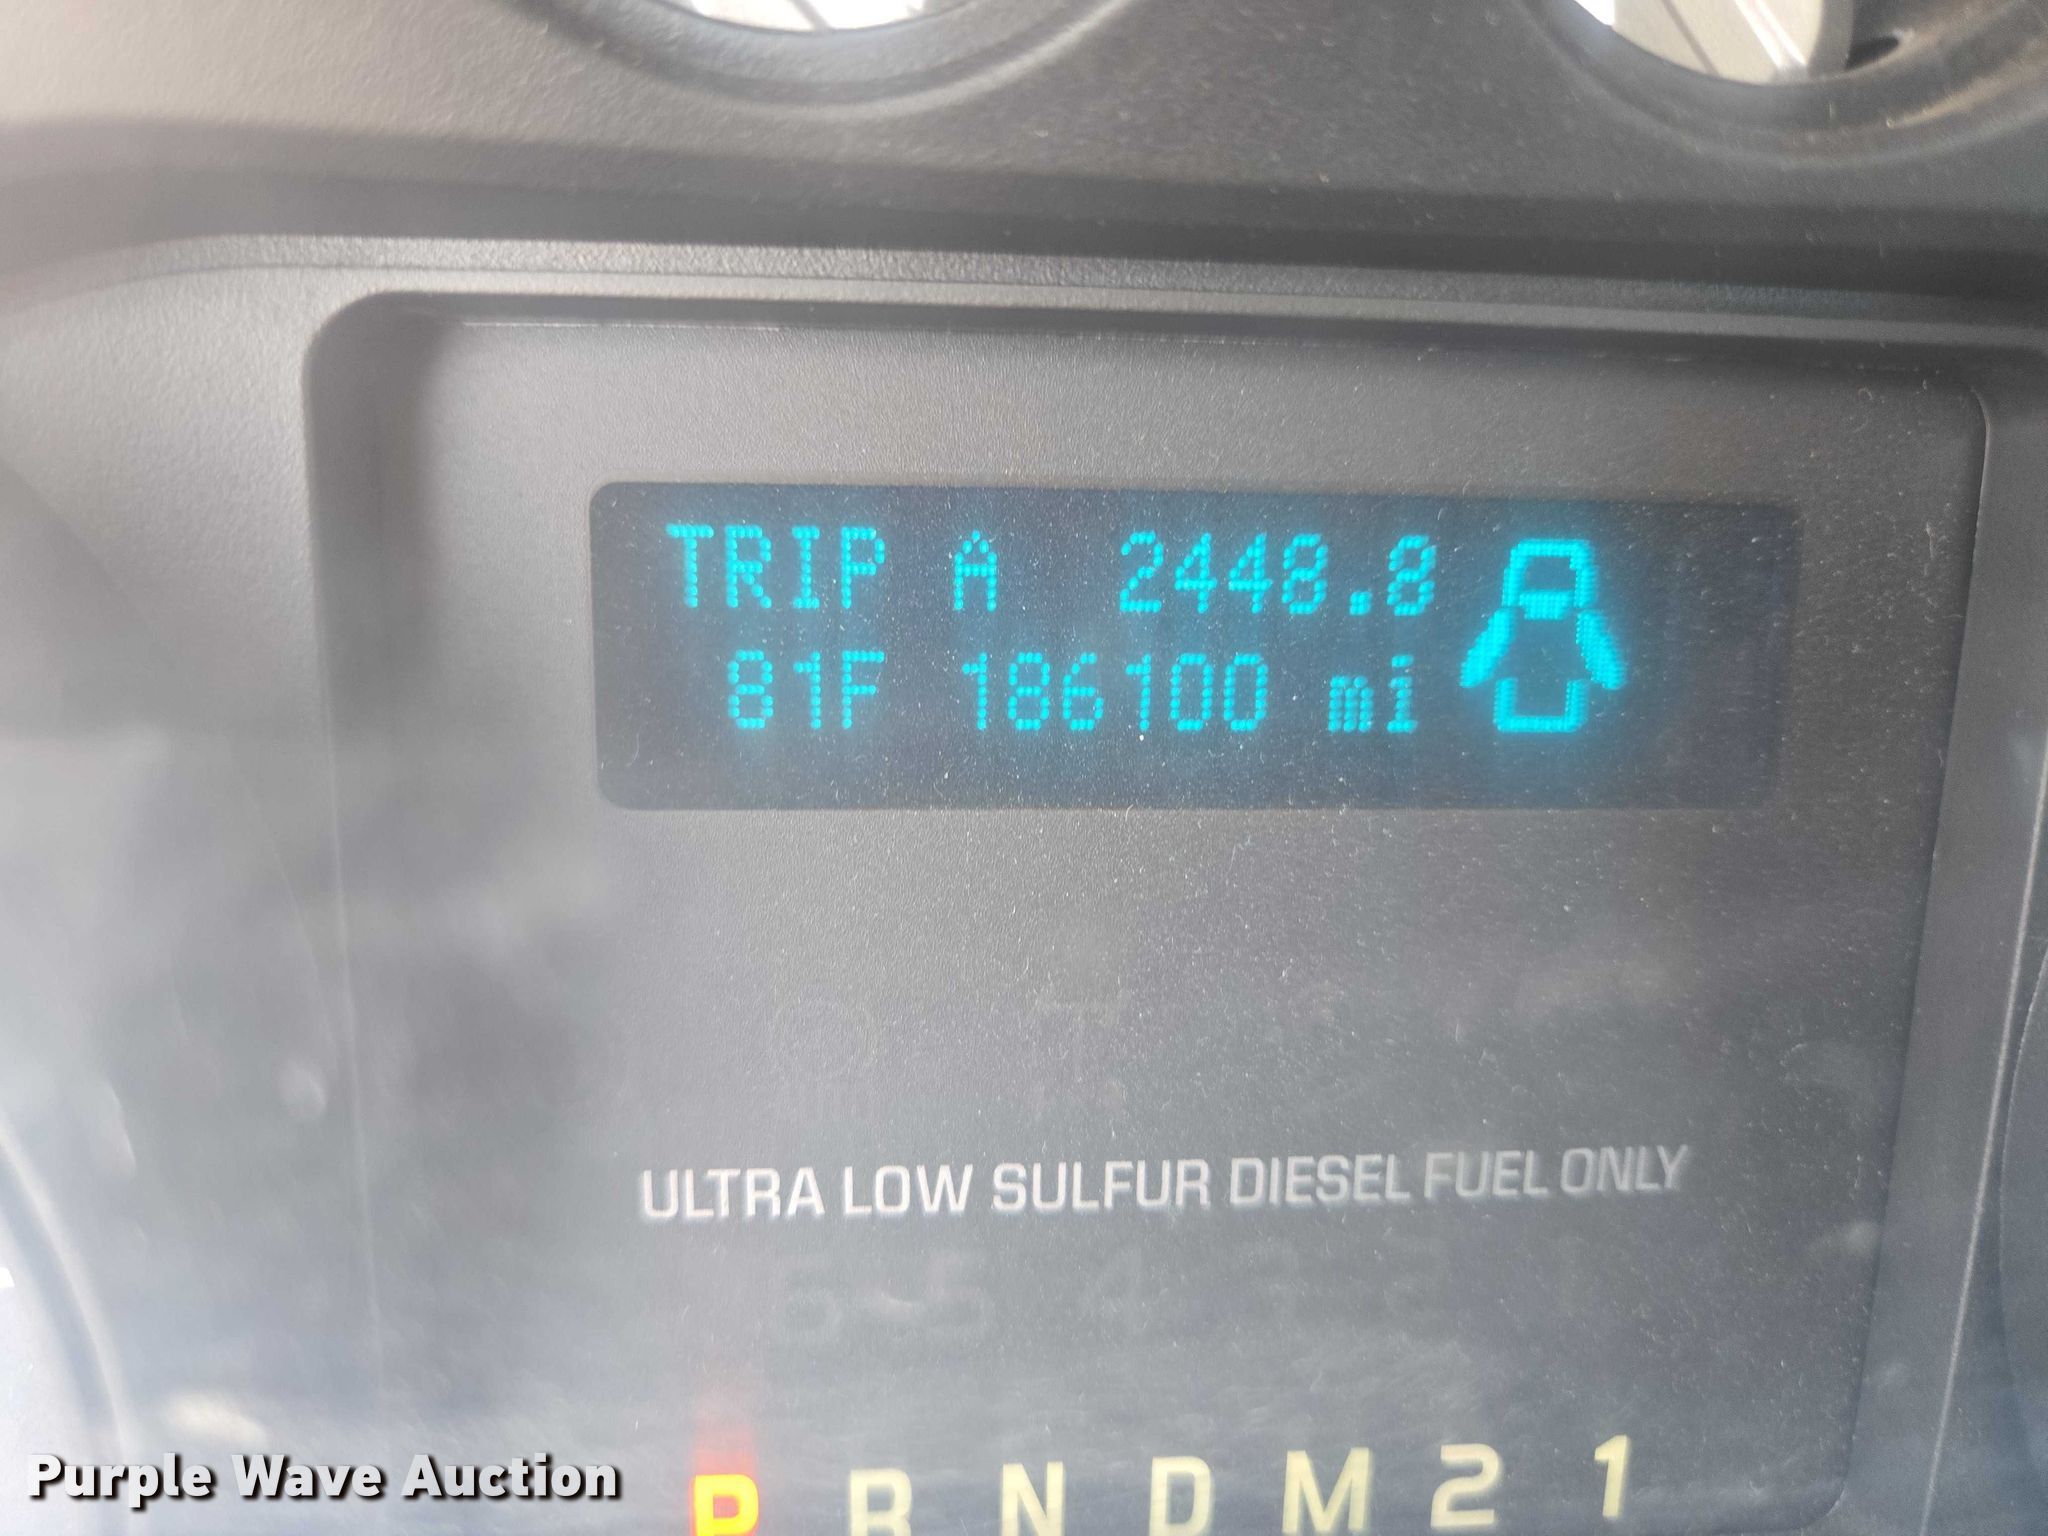 TRIP A 2448.8
81F 186100 mi
ULTRA LOW SULFUR DIESEL FUEL ONLY
P R N D M 2 1
Purple Wave Auction